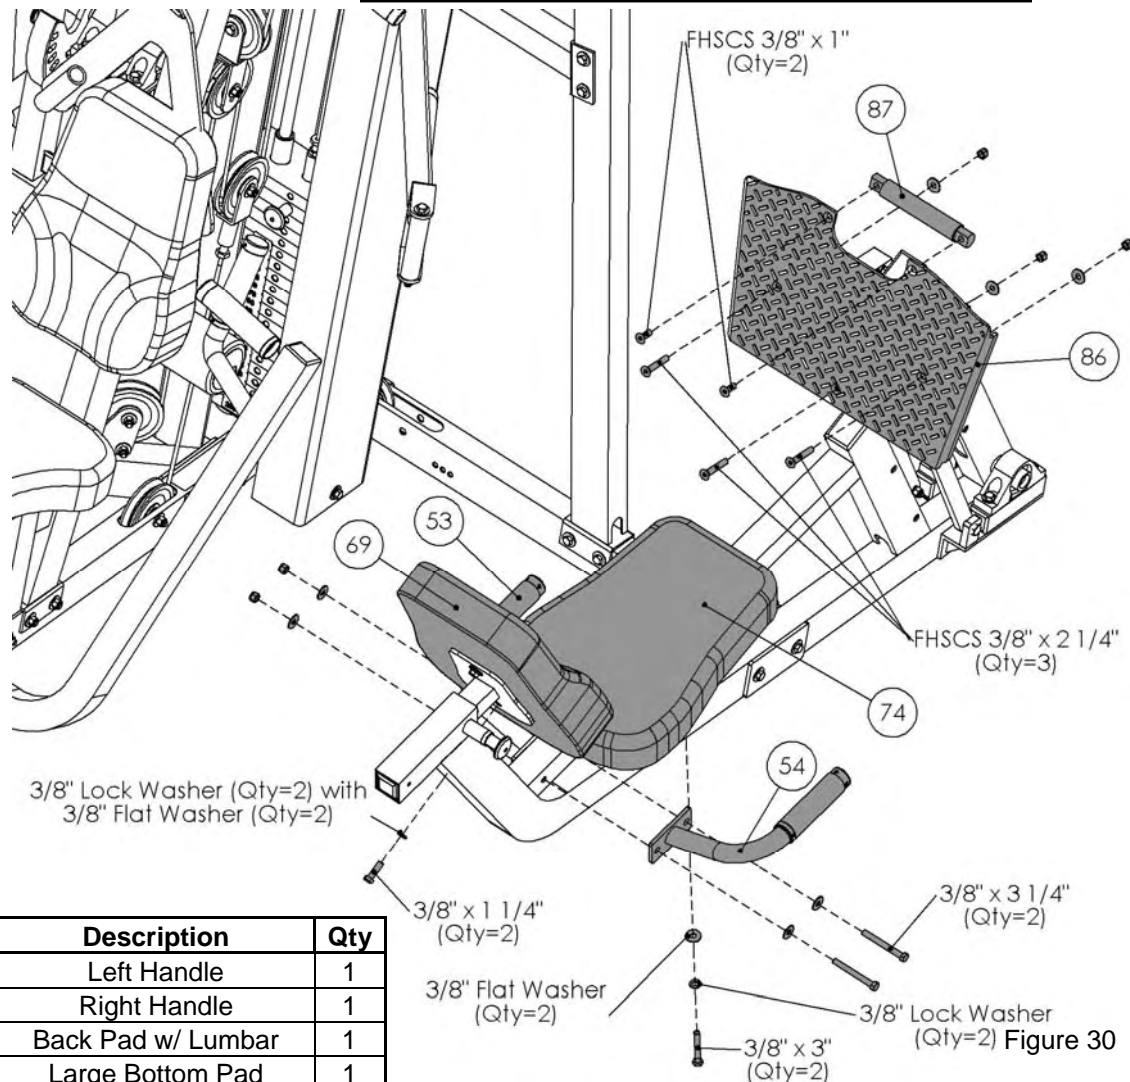 FHSCS 3/8" x 1"
(Qty=2)
87
86
53
69
FHSCS 3/8" x 2 1/4"
(Qty=3)
74
54
3/8" Lock Washer (Qty=2) with
3/8" Flat Washer (Qty=2)
3/8" x 1 1/4"
(Qty=2)
3/8" x 3 1/4"
(Qty=2)
3/8" Flat Washer
(Qty=2)
3/8" Lock Washer
(Qty=2)
3/8" x 3"
(Qty=2)
Figure 30
Description Qty
Left Handle 1
Right Handle 1
Back Pad w/ Lumbar 1
Large Bottom Pad 1